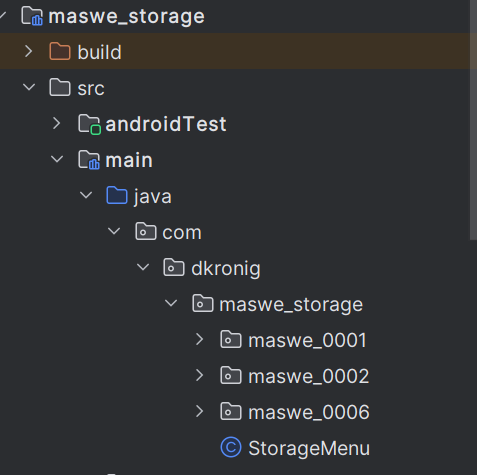 maswe_storage
build
src
androidTest
main
java
com
dkronig
maswe_storage
maswe_0001
maswe_0002
maswe_0006
StorageMenu